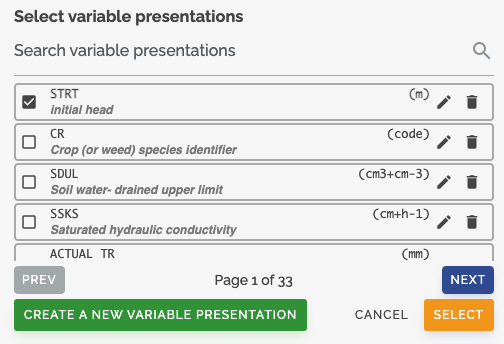 Select variable presentations
Search variable presentations
STRT (m)
initial head
CR (code)
Crop (or weed) species identifier
SDUL (cm3+cm-3)
Soil water- drained upper limit
SSKS (cm+h-1)
Saturated hydraulic conductivity
ACTUAL TR (mm)
PREV Page 1 of 33 NEXT
CREATE A NEW VARIABLE PRESENTATION CANCEL SELECT